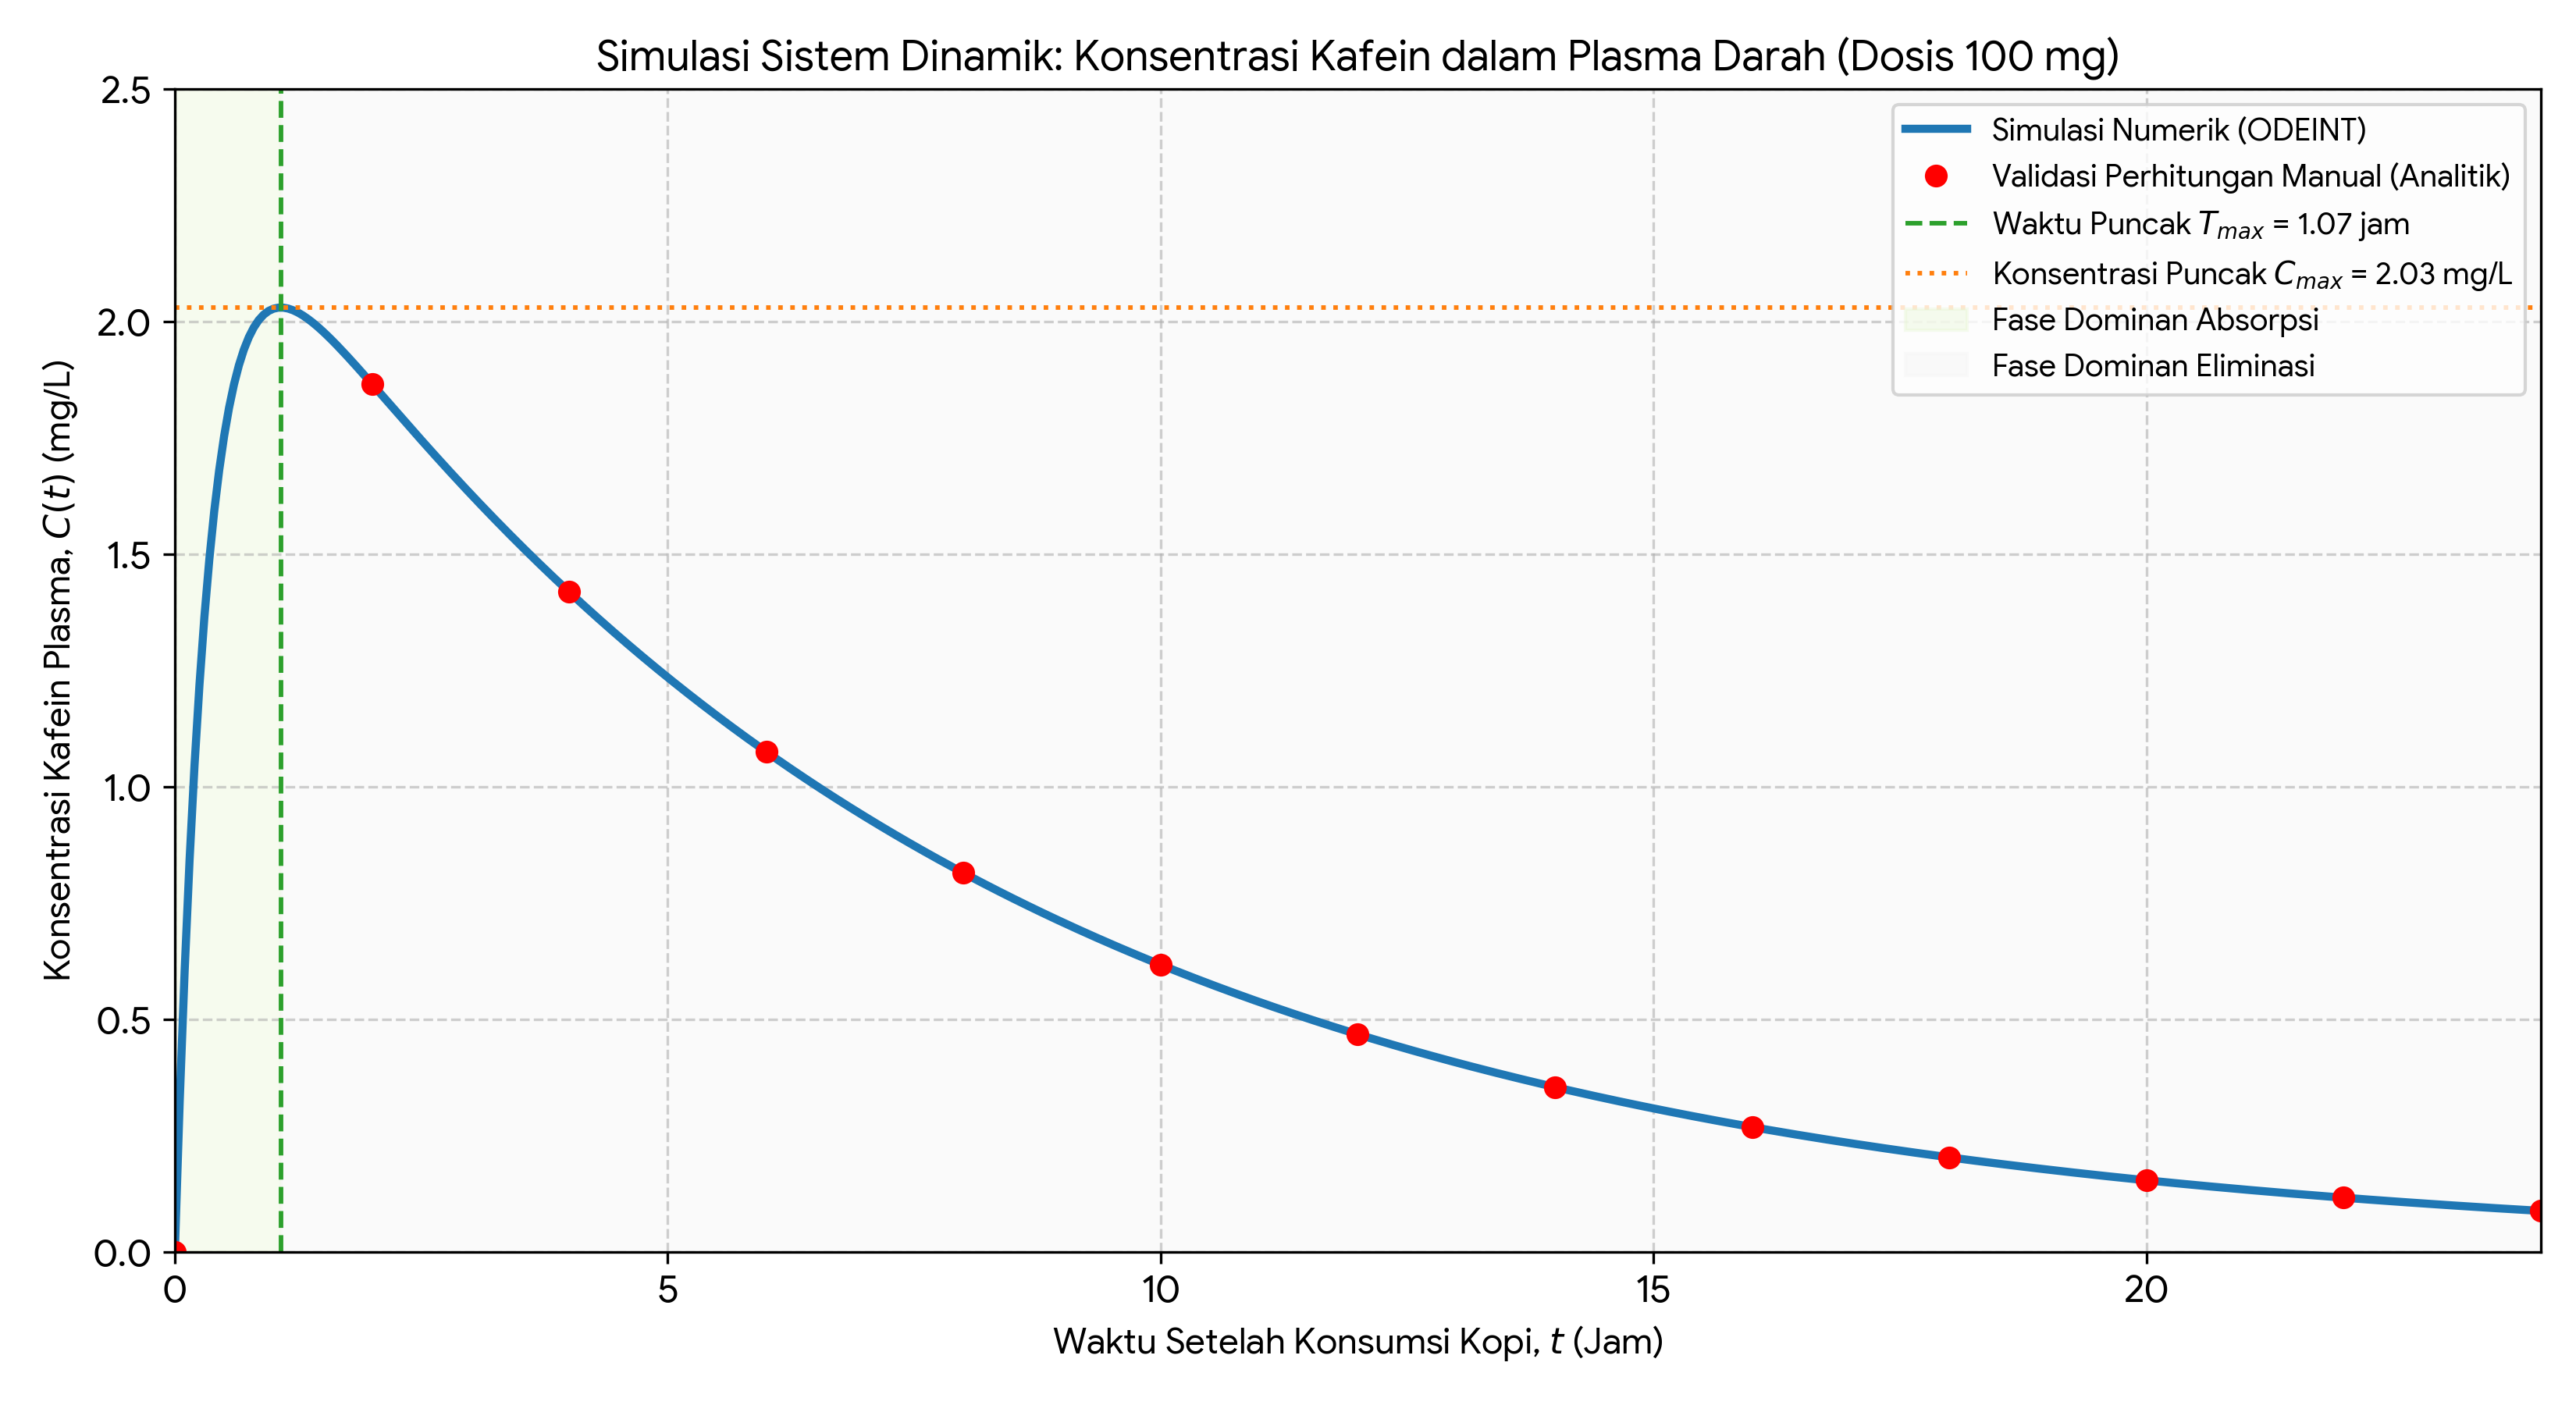 Simulasi Sistem Dinamik: Konsentrasi Kafein dalam Plasma Darah (Dosis 100 mg)
Konsentrasi Kafein Plasma, C(t) (mg/L)
2.5
2.0
1.5
1.0
0.5
0.0
Simulasi Numerik (ODEINT)
Validasi Perhitungan Manual (Analitik)
Waktu Puncak Tmax = 1.07 jam
Konsentrasi Puncak Cmax = 2.03 mg/L
Fase Dominan Absorpsi
Fase Dominan Eliminasi
0 5 10 15 20
Waktu Setelah Konsumsi Kopi, t (Jam)